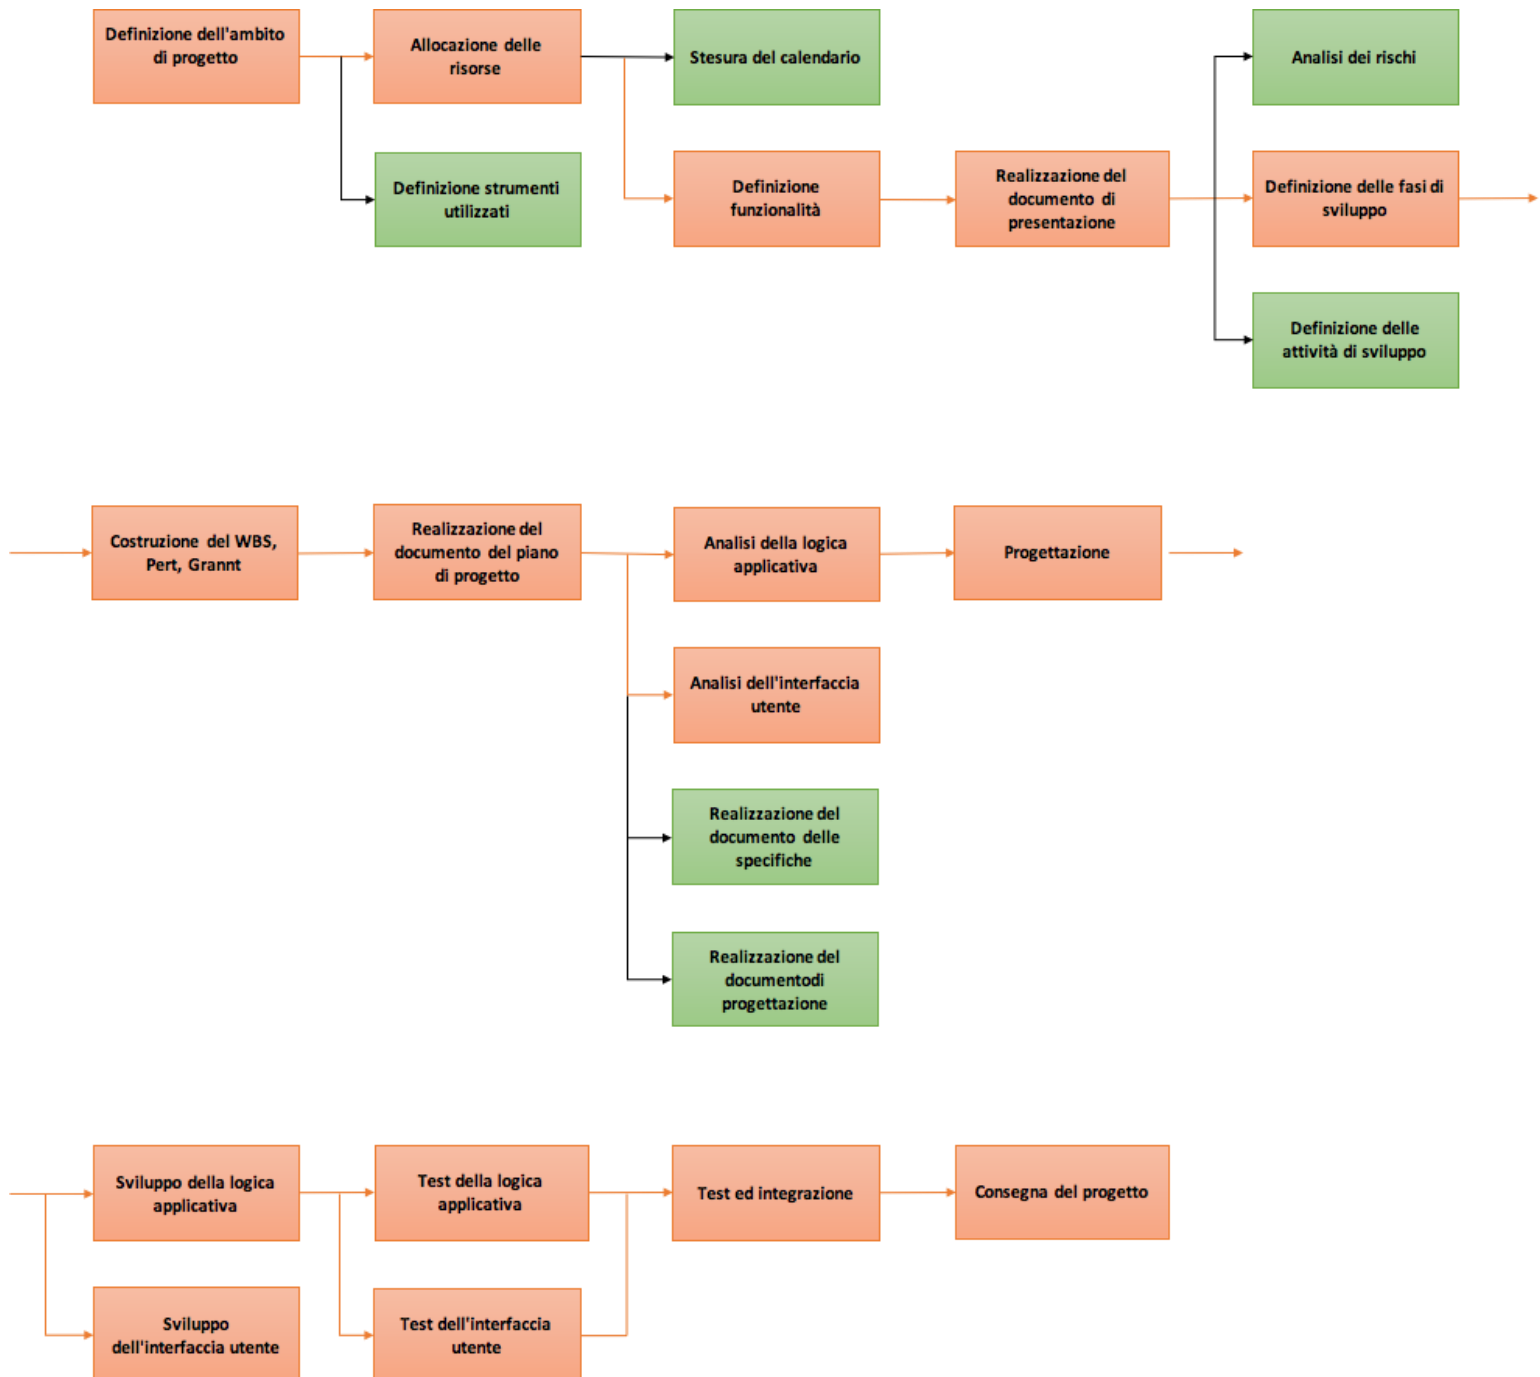 Definizione dell'ambito
di progetto
Allocazione delle
risorse
Stesura del calendario
Analisi dei rischi
Definizione strumenti
utilizzati
Definizione
funzionalità
Realizzazione del
documento di
presentazione
Definizione delle fasi di
sviluppo
Definizione delle
attività di sviluppo
Costruzione del WBS,
Pert, Grannt
Realizzazione del
documento del piano
di progetto
Analisi della logica
applicativa
Progettazione
Analisi dell'interfaccia
utente
Realizzazione del
documento delle
specifiche
Realizzazione del
documentodi
progettazione
Sviluppo della logica
applicativa
Test della logica
applicativa
Test ed integrazione
Consegna del progetto
Sviluppo
dell'interfaccia utente
Test dell'interfaccia
utente